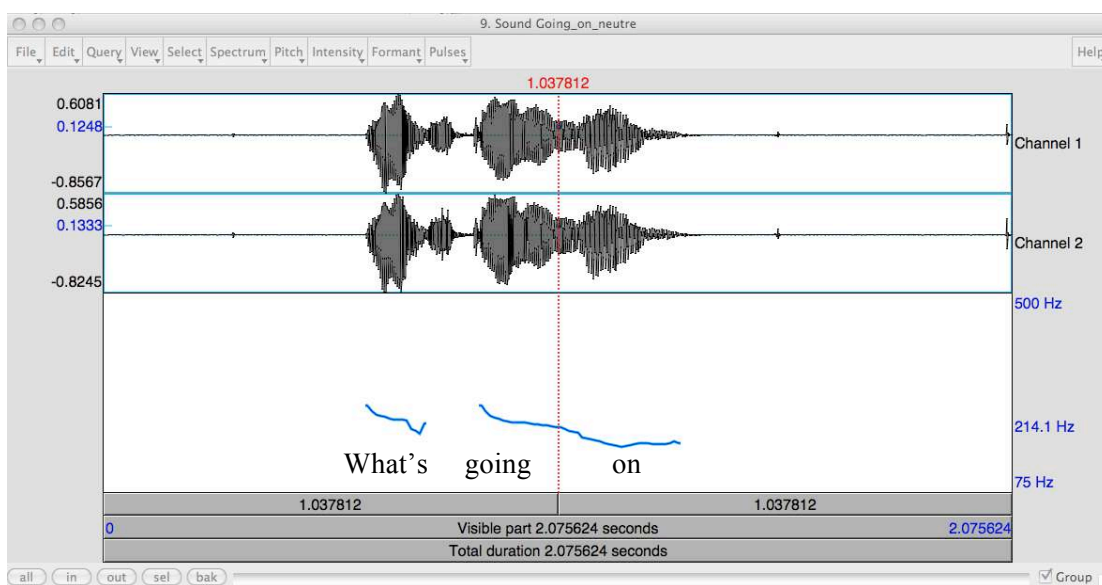 9. Sound Going_on_neutre
File Edit Query View Select Spectrum Pitch Intensity Formant Pulses Help
1.037812
0.6081
0.1248
Channel 1
-0.8567
0.5856
0.1333
Channel 2
-0.8245
500 Hz
214.1 Hz
What's going on
75 Hz
1.037812 1.037812
0 Visible part 2.075624 seconds 2.075624
Total duration 2.075624 seconds
all in out sel bak Group